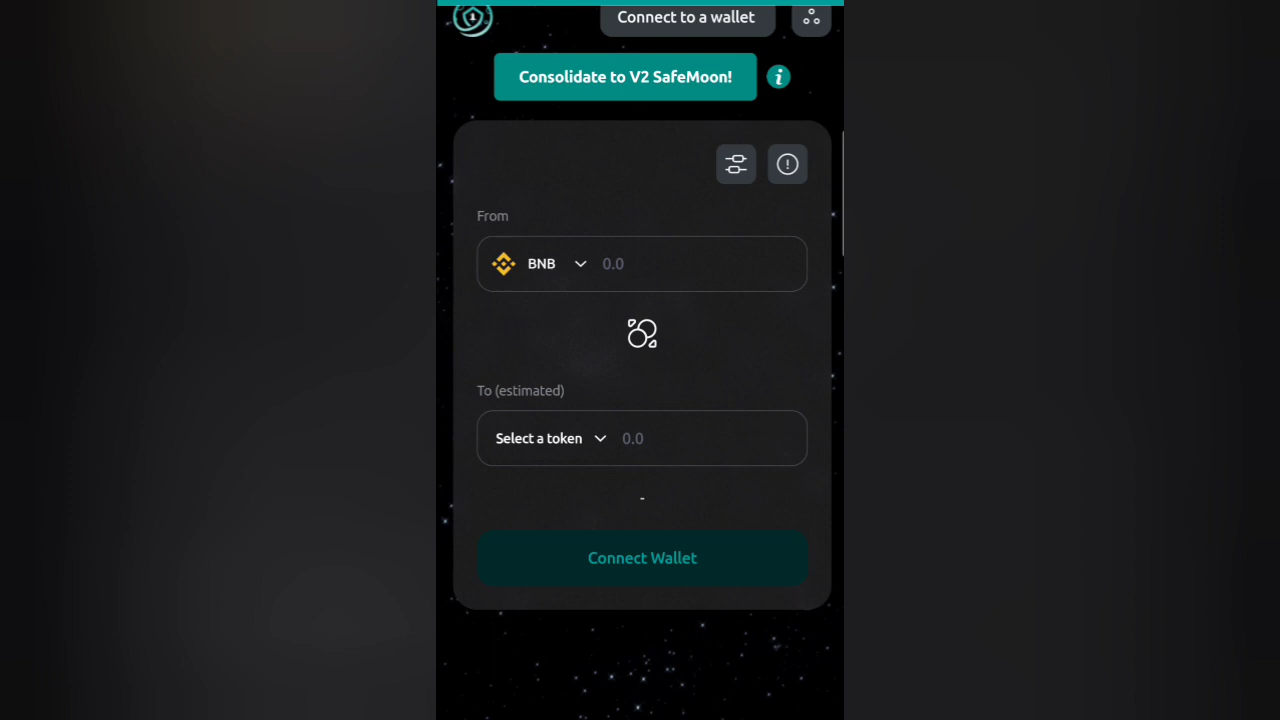 Connect to a wallet
Consolidate to V2 SafeMoon!
i
From
BNB 0.0
To (estimated)
Select a token 0.0
-
Connect Wallet